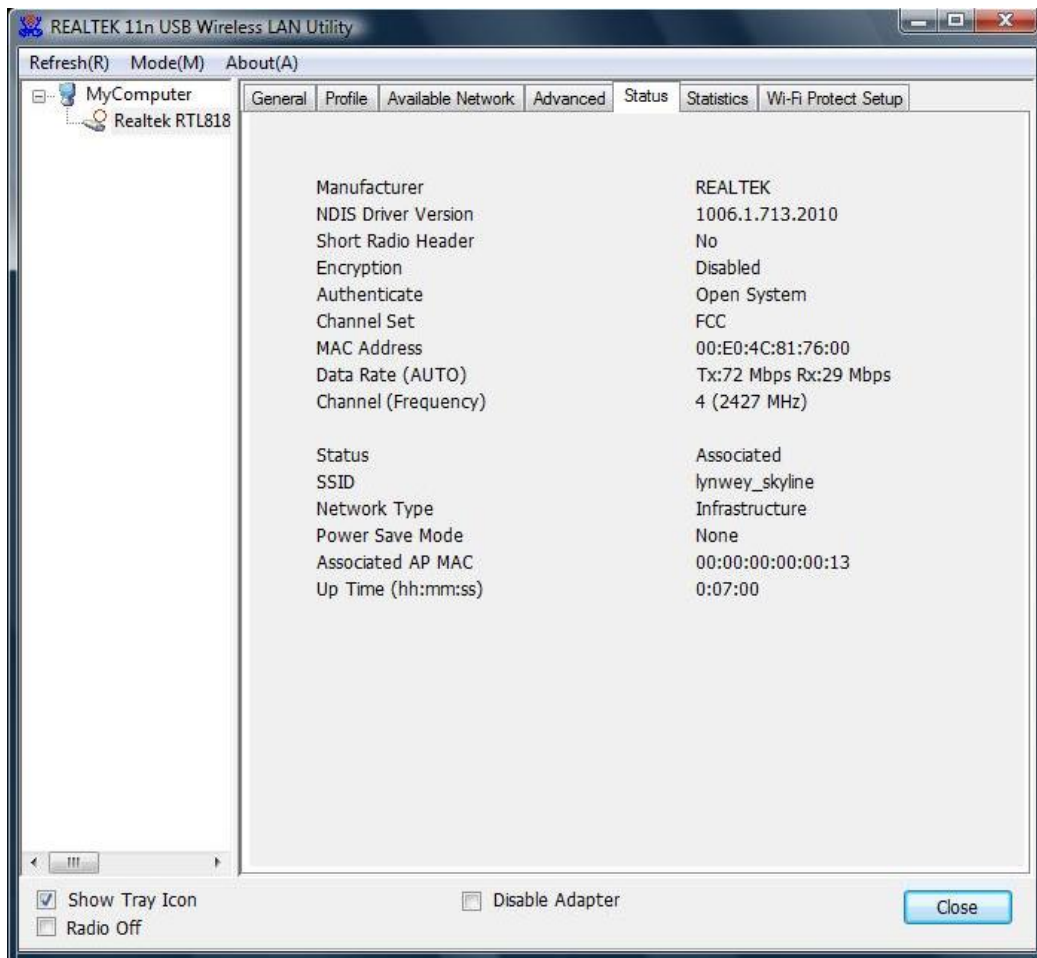 REALTEK 11n USB Wireless LAN Utility
Refresh(R) Mode(M) About(A)
MyComputer
Realtek RTL818
General Profile Available Network Advanced Status Statistics Wi-Fi Protect Setup
Manufacturer REALTEK
NDIS Driver Version 1006.1.713.2010
Short Radio Header No
Encryption Disabled
Authenticate Open System
Channel Set FCC
MAC Address 00:E0:4C:81:76:00
Data Rate (AUTO) Tx:72 Mbps Rx:29 Mbps
Channel (Frequency) 4 (2427 MHz)
Status Associated
SSID lynwey_skyline
Network Type Infrastructure
Power Save Mode None
Associated AP MAC 00:00:00:00:00:13
Up Time (hh:mm:ss) 0:07:00
Show Tray Icon Disable Adapter
Radio Off
Close